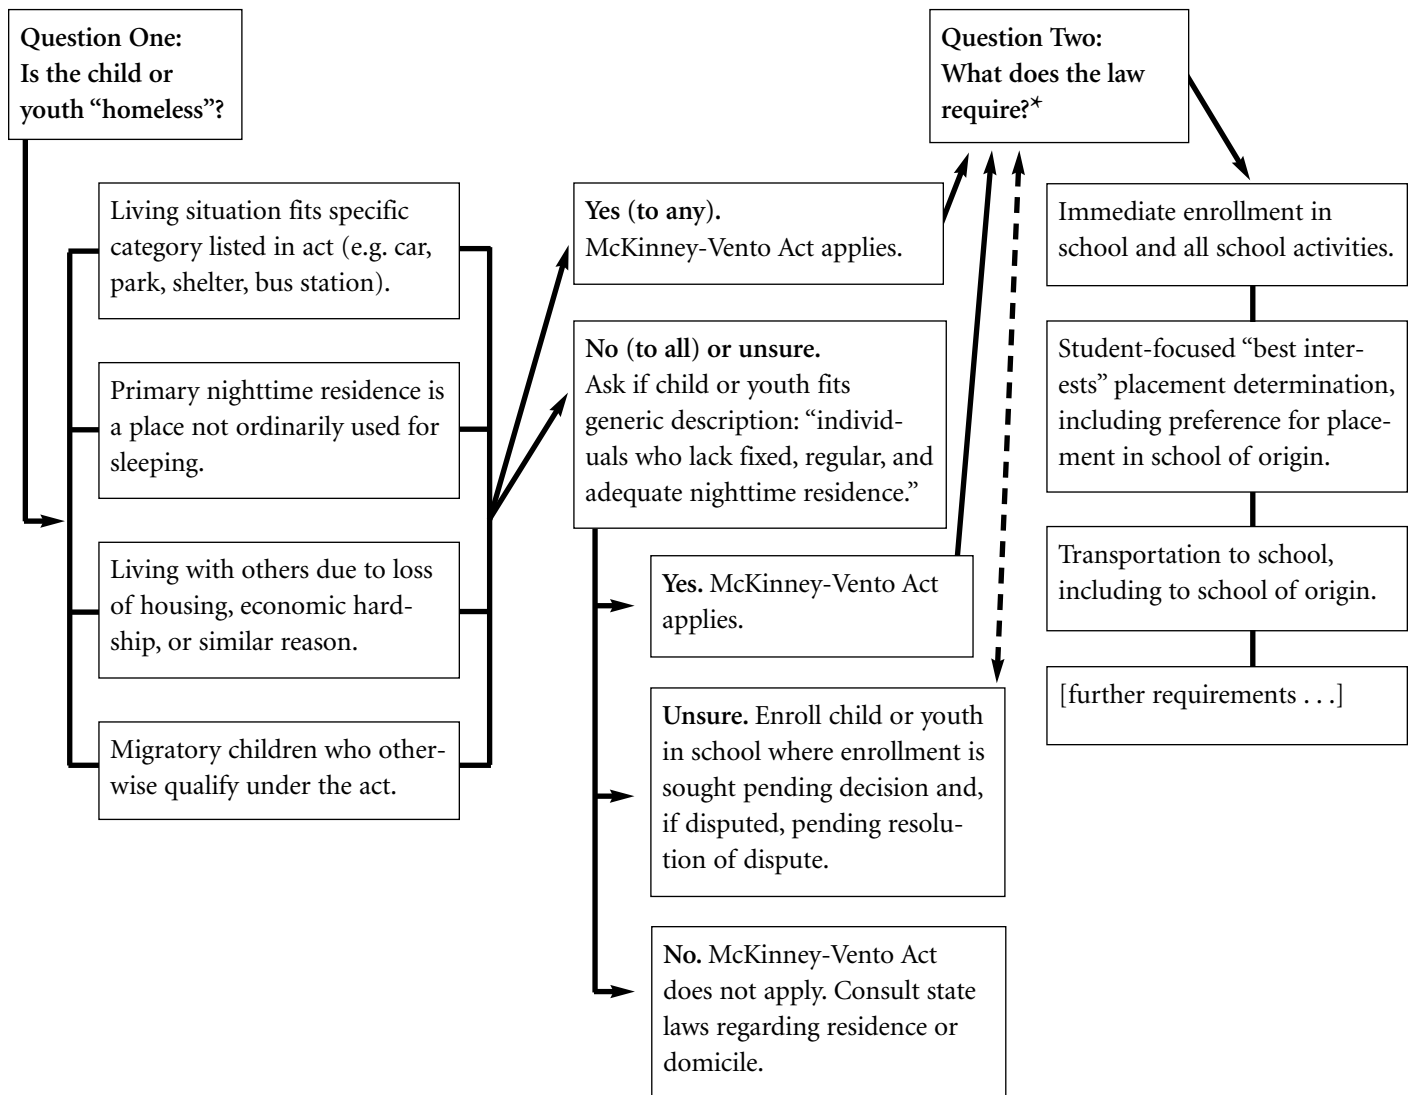 Question One:
Is the child or
youth “homeless”?
Living situation fits specific
category listed in act (e.g. car,
park, shelter, bus station).
Primary nighttime residence is
a place not ordinarily used for
sleeping.
Living with others due to loss
of housing, economic hard-
ship, or similar reason.
Migratory children who other-
wise qualify under the act.
Yes (to any).
McKinney-Vento Act applies.
No (to all) or unsure.
Ask if child or youth fits
generic description: “individ-
uals who lack fixed, regular, and
adequate nighttime residence.”
Yes. McKinney-Vento Act
applies.
Unsure. Enroll child or youth
in school where enrollment is
sought pending decision and,
if disputed, pending resolu-
tion of dispute.
No. McKinney-Vento Act
does not apply. Consult state
laws regarding residence or
domicile.
Question Two:
What does the law
require?*
Immediate enrollment in
school and all school activities.
Student-focused “best inter-
ests” placement determination,
including preference for place-
ment in school of origin.
Transportation to school,
including to school of origin.
[further requirements . . .]